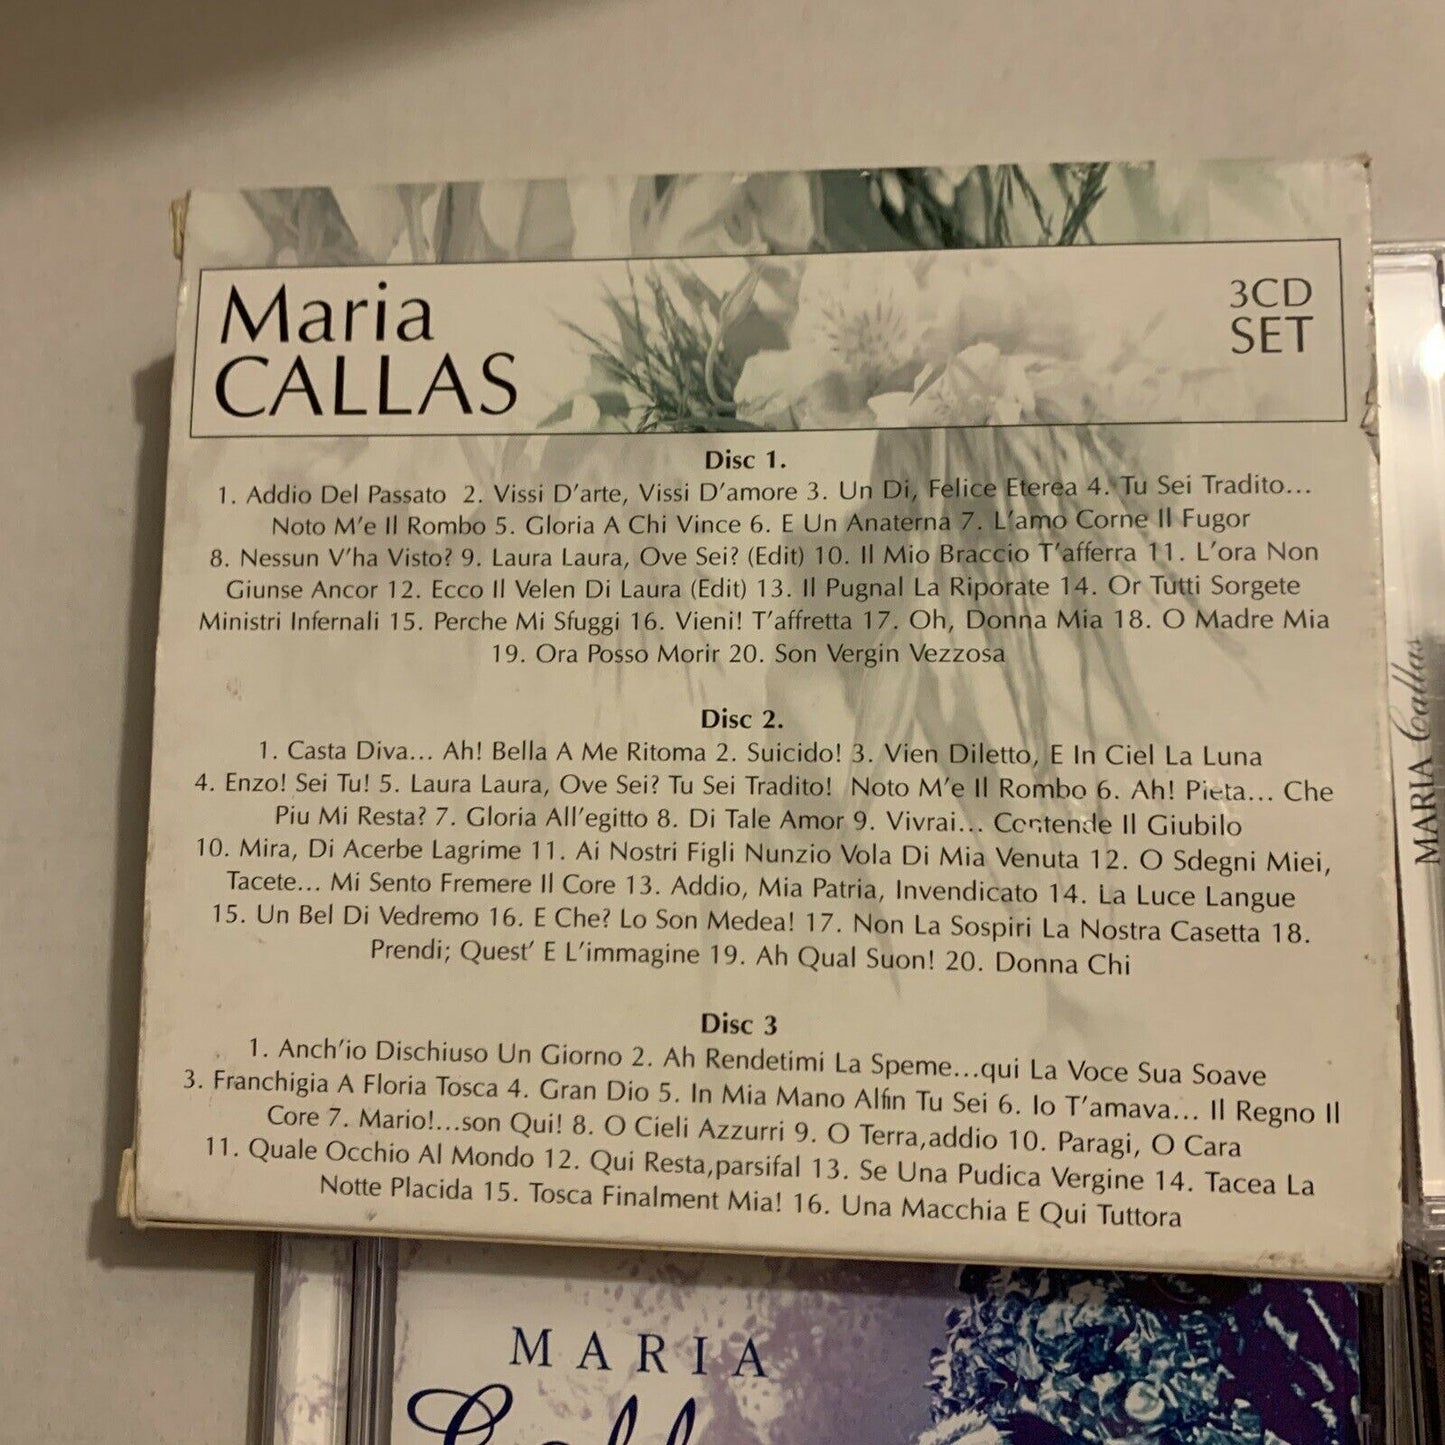 Maria
CALLAS
3CD
SET
Disc 1.
1. Addio Del Passato 2. Vissi D'arte, Vissi D'amore 3. Un Di, Felice Eterea 4. Tu Sei Tradito...
Noto M'e Il Rombo 5. Gloria A Chi Vince 6. E Un Anaterna 7. L'amo Corne Il Fugor
8. Nessun V'ha Visto? 9. Laura Laura, Ove Sei? (Edit) 10. Il Mio Braccio T'afferra 11. L'ora Non
Giunse Ancor 12. Ecco Il Velen Di Laura (Edit) 13. Il Pugnal La Riporate 14. Or Tutti Sorgete
Ministri Infernali 15. Perche Mi Sfuggi 16. Vieni! T'affretta 17. Oh, Donna Mia 18. O Madre Mia
19. Ora Posso Morir 20. Son Vergin Vezzosa
Disc 2.
1. Casta Diva... Ah! Bella A Me Ritoma 2. Suicido! 3. Vien Diletto, E In Ciel La Luna
4. Enzo! Sei Tu! 5. Laura Laura, Ove Sei? Tu Sei Tradito! Noto M'e Il Rombo 6. Ah! Pieta... Che
Piu Mi Resta? 7. Gloria All'egitto 8. Di Tale Amor 9. Vivrai... Contende Il Giubilo
10. Mira, Di Acerbe Lagrime 11. Ai Nostri Figli Nunzio Vola Di Mia Venuta 12. O Sdegni Miei,
Tacete... Mi Sento Fremere Il Core 13. Addio, Mia Patria, Invendicato 14. La Luce Langue
15. Un Bel Di Vedremo 16. E Che? Lo Son Medea! 17. Non La Sospiri La Nostra Casetta 18.
Prendi; Quest' E L'immagine 19. Ah Qual Suon! 20. Donna Chi
Disc 3
1. Anch'io Dischiuso Un Giorno 2. Ah Rendetimi La Speme...qui La Voce Sua Soave
3. Franchigia A Floria Tosca 4. Gran Dio 5. In Mia Mano Alfin Tu Sei 6. Io T'amava... Il Regno Il
Core 7. Mario!...son Qui! 8. O Cieli Azzurri 9. O Terra,addio 10. Paragi, O Cara
11. Quale Occhio Al Mondo 12. Qui Resta,parsifal 13. Se Una Pudica Vergine 14. Tacea La
Notte Placida 15. Tosca Finalment Mia! 16. Una Macchia E Qui Tuttora
MARIA Callas
MARIA